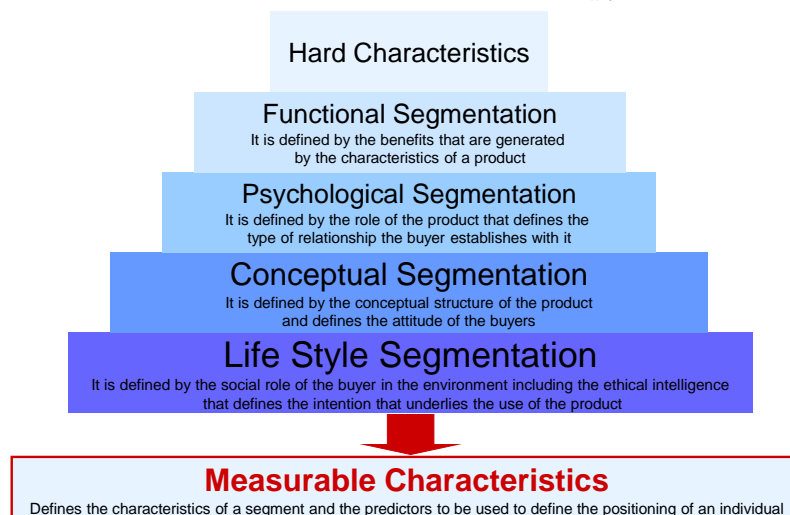 Hard Characteristics
Functional Segmentation
It is defined by the benefits that are generated
by the characteristics of a product
Psychological Segmentation
It is defined by the role of the product that defines the
type of relationship the buyer establishes with it
Conceptual Segmentation
It is defined by the conceptual structure of the product
and defines the attitude of the buyers
Life Style Segmentation
It is defined by the social role of the buyer in the environment including the ethical intelligence
that defines the intention that underlies the use of the product
Measurable Characteristics
Defines the characteristics of a segment and the predictors to be used to define the positioning of an individual